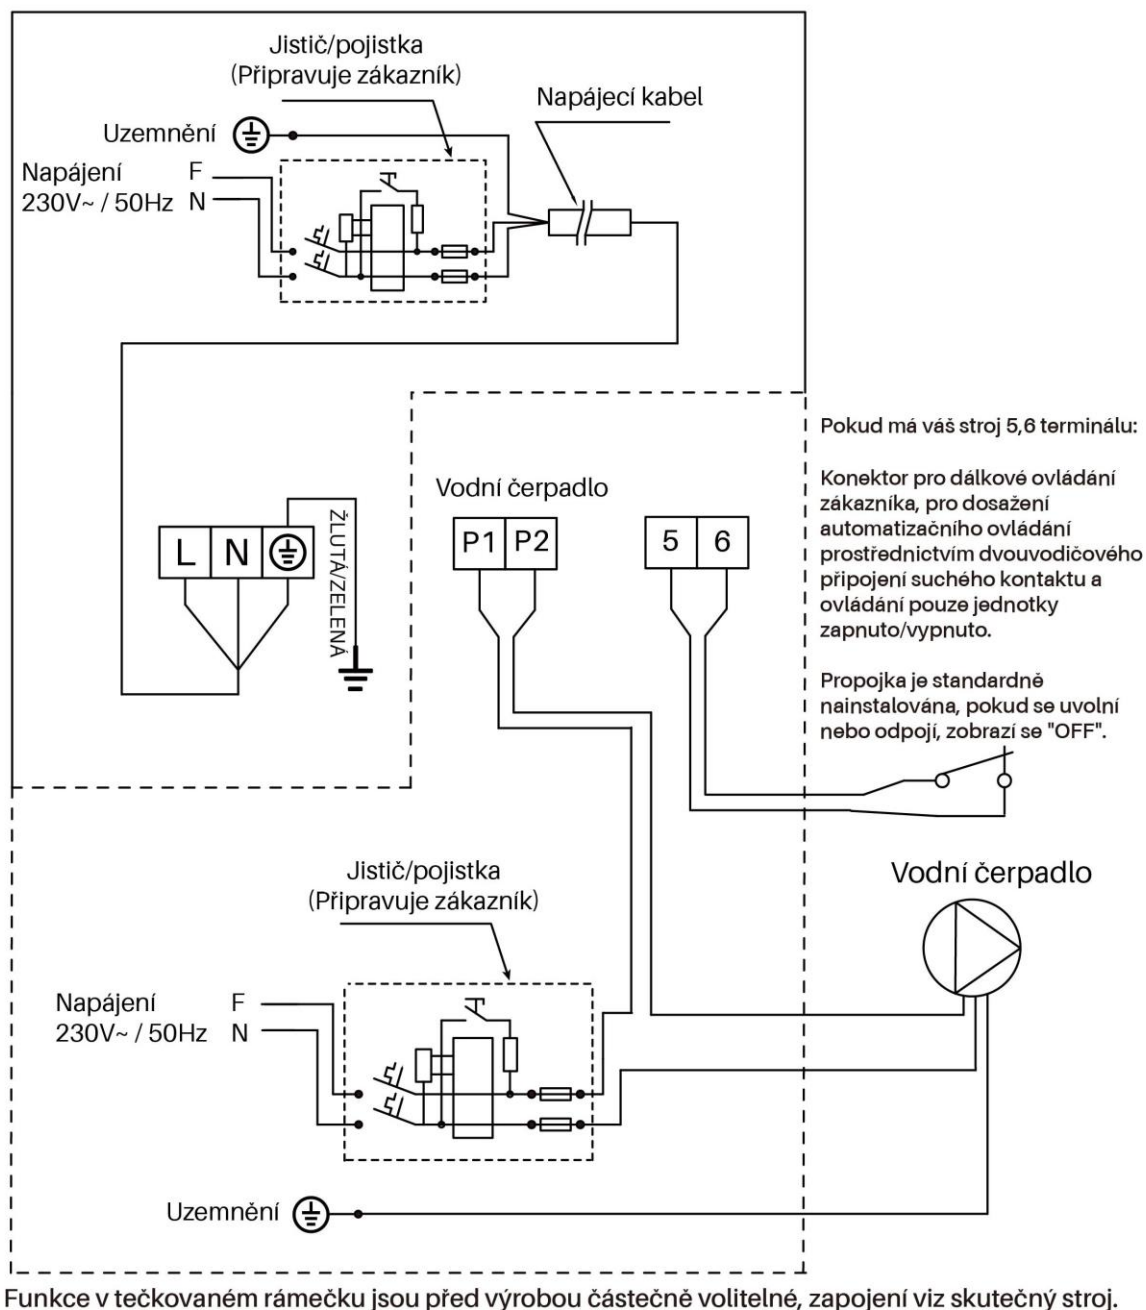 Jistič/pojistka
(Připravuje zákazník)
Napájecí kabel
Uzemnění
Napájení F
230V~ / 50Hz N
Pokud má váš stroj 5,6 terminálu:
Konektor pro dálkové ovládání
zákazníka, pro dosažení
automatizačního ovládání
prostřednictvím dvouvodičového
připojení suchého kontaktu a
ovládání pouze jednotky
zapnuto/vypnuto.
Propojka je standardně
nainstalována, pokud se uvolní
nebo odpojí, zobrazí se "OFF".
Vodní čerpadlo
L N
ŽLUTÁ/ZELENÁ
P1 P2
5 6
Jistič/pojistka
(Připravuje zákazník)
Vodní čerpadlo
Napájení F
230V~ / 50Hz N
Uzemnění
Funkce v tečkovaném rámečku jsou před výrobou částečně volitelné, zapojení viz skutečný stroj.